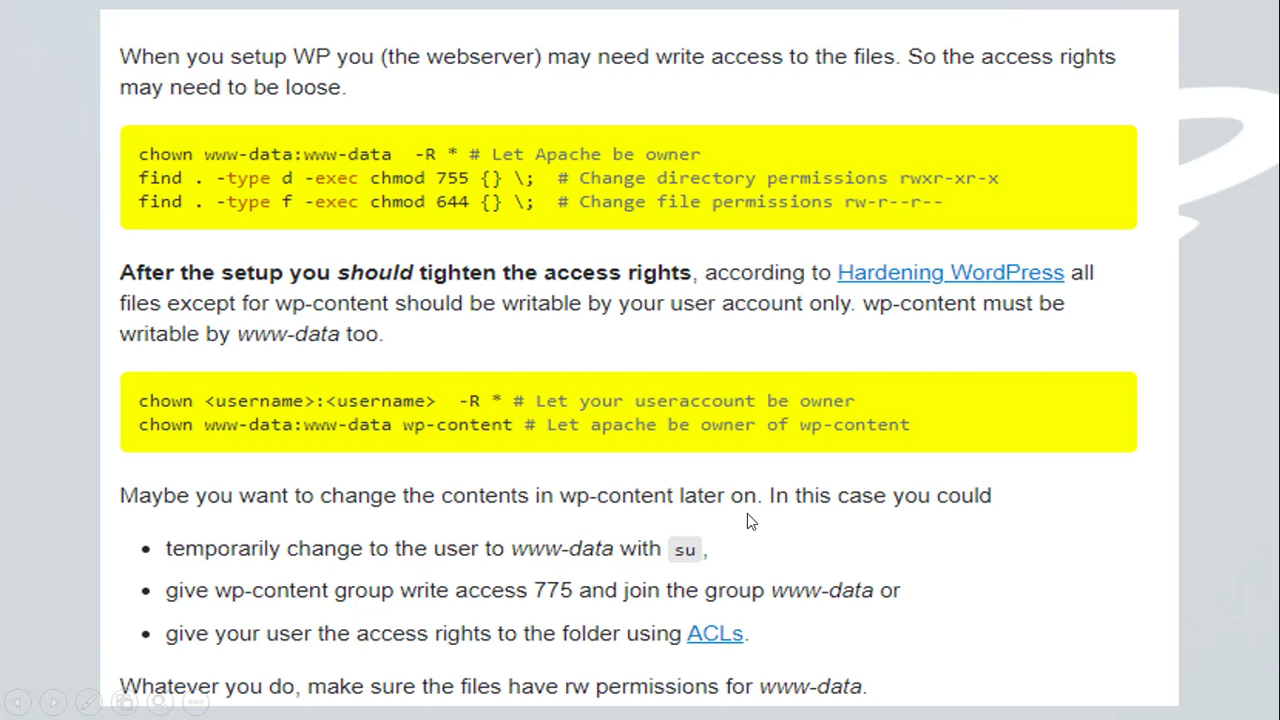 When you setup WP you (the webserver) may need write access to the files. So the access rights
may need to be loose.
chown www-data:www-data  -R * # Let Apache be owner
find . -type d -exec chmod 755 {} \;  # Change directory permissions rwxr-xr-x
find . -type f -exec chmod 644 {} \;  # Change file permissions rw-r--r--
After the setup you should tighten the access rights, according to Hardening WordPress all
files except for wp-content should be writable by your user account only. wp-content must be
writable by www-data too.
chown <username>:<username>  -R * # Let your useraccount be owner
chown www-data:www-data wp-content # Let apache be owner of wp-content
Maybe you want to change the contents in wp-content later on. In this case you could
• temporarily change to the user to www-data with su,
• give wp-content group write access 775 and join the group www-data or
• give your user the access rights to the folder using ACLs.
Whatever you do, make sure the files have rw permissions for www-data.